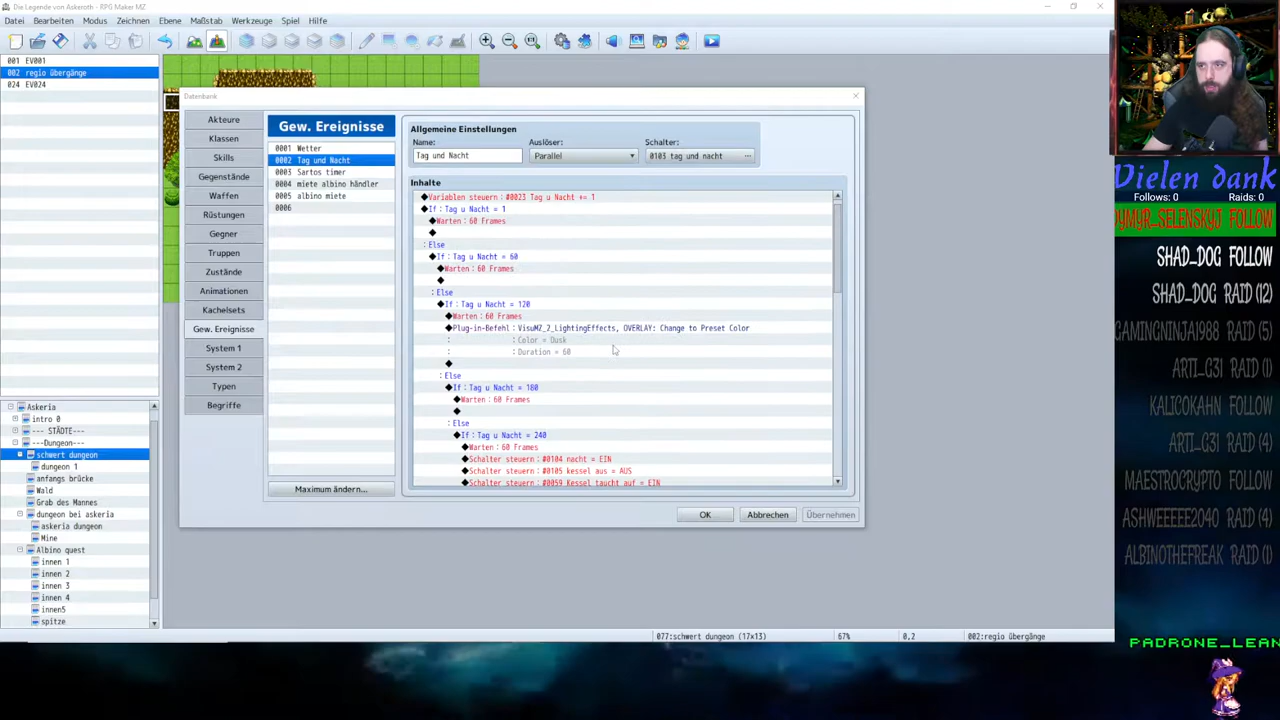 Die Legende von Askeroth - RPG Maker MZ
Datei Bearbeiten Modus Zeichnen Ebene Maßstab Werkzeuge Spiel Hilfe
001 EV001
002 regio übergänge
024 EV024
Askeria
intro 0
--- STÄDTE---
---Dungeon---
schwert dungeon
dungeon 1
anfangs brücke
Wald
Grab des Mannes
dungeon bei askeria
askeria dungeon
Mine
Albino quest
innen 1
innen 2
innen 3
innen 4
innen5
spitze
Datenbank
Akteure
Klassen
Skills
Gegenstände
Waffen
Rüstungen
Gegner
Truppen
Zustände
Animationen
Kachelsets
Gew. Ereignisse
System 1
System 2
Typen
Begriffe
Gew. Ereignisse
0001 Wetter
0002 Tag und Nacht
0003 Sartos timer
0004 miete albino händler
0005 albino miete
0006
Maximum ändern...
Allgemeine Einstellungen
Name: Auslöser: Schalter:
Tag und Nacht Parallel 0103 tag und nacht ...
Inhalte
◆Variablen steuern：#0023 Tag u Nacht += 1
◆If：Tag u Nacht = 1
◆Warten：60 Frames
◆
：Else
◆If：Tag u Nacht = 60
◆Warten：60 Frames
◆
：Else
◆If：Tag u Nacht = 120
◆Warten：60 Frames
◆Plug-in-Befehl：VisuMZ_2_LightingEffects, OVERLAY: Change to Preset Color
： ：Color = Dusk
： ：Duration = 60
◆
：Else
◆If：Tag u Nacht = 180
◆Warten：60 Frames
◆
：Else
◆If：Tag u Nacht = 240
◆Warten：60 Frames
◆Schalter steuern：#0104 nacht = EIN
◆Schalter steuern：#0105 kessel aus = AUS
◆Schalter steuern：#0059 Kessel taucht auf = EIN
OK Abbrechen Übernehmen
077:schwert dungeon (17x13) 67% 0,2 002:regio übergänge
Vielen dank
Follows: 0 Raids: 0
DYMYR_SELENSKYJ FOLLOW
SHAD_DOG FOLLOW
SHAD_DOG RAID (12)
GAMINGNINJA1988 RAID (5)
ARTI_G31 RAID (4)
KALICOKAHN FOLLOW
ARTI_G31 RAID (4)
MAESTROCRYPTO FOLLOW
ASHWEEEEE2040 RAID (4)
ALBINOTHEFREAK RAID (1)
PADRONE_LEAN